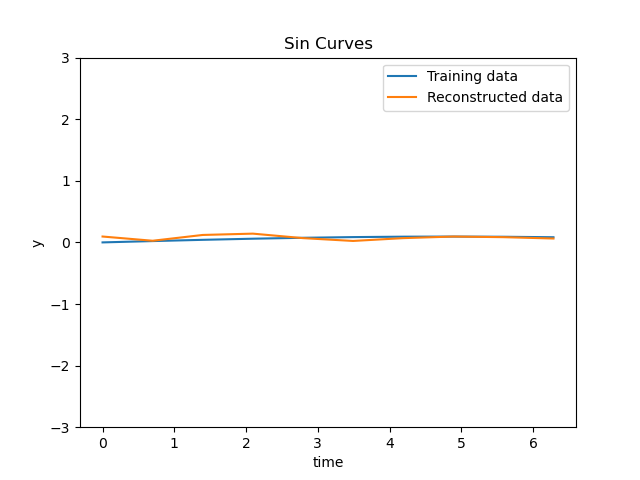 Sin Curves
Training data
Reconstructed data
3
2
1
0
−1
−2
−3
y
0 1 2 3 4 5 6
time